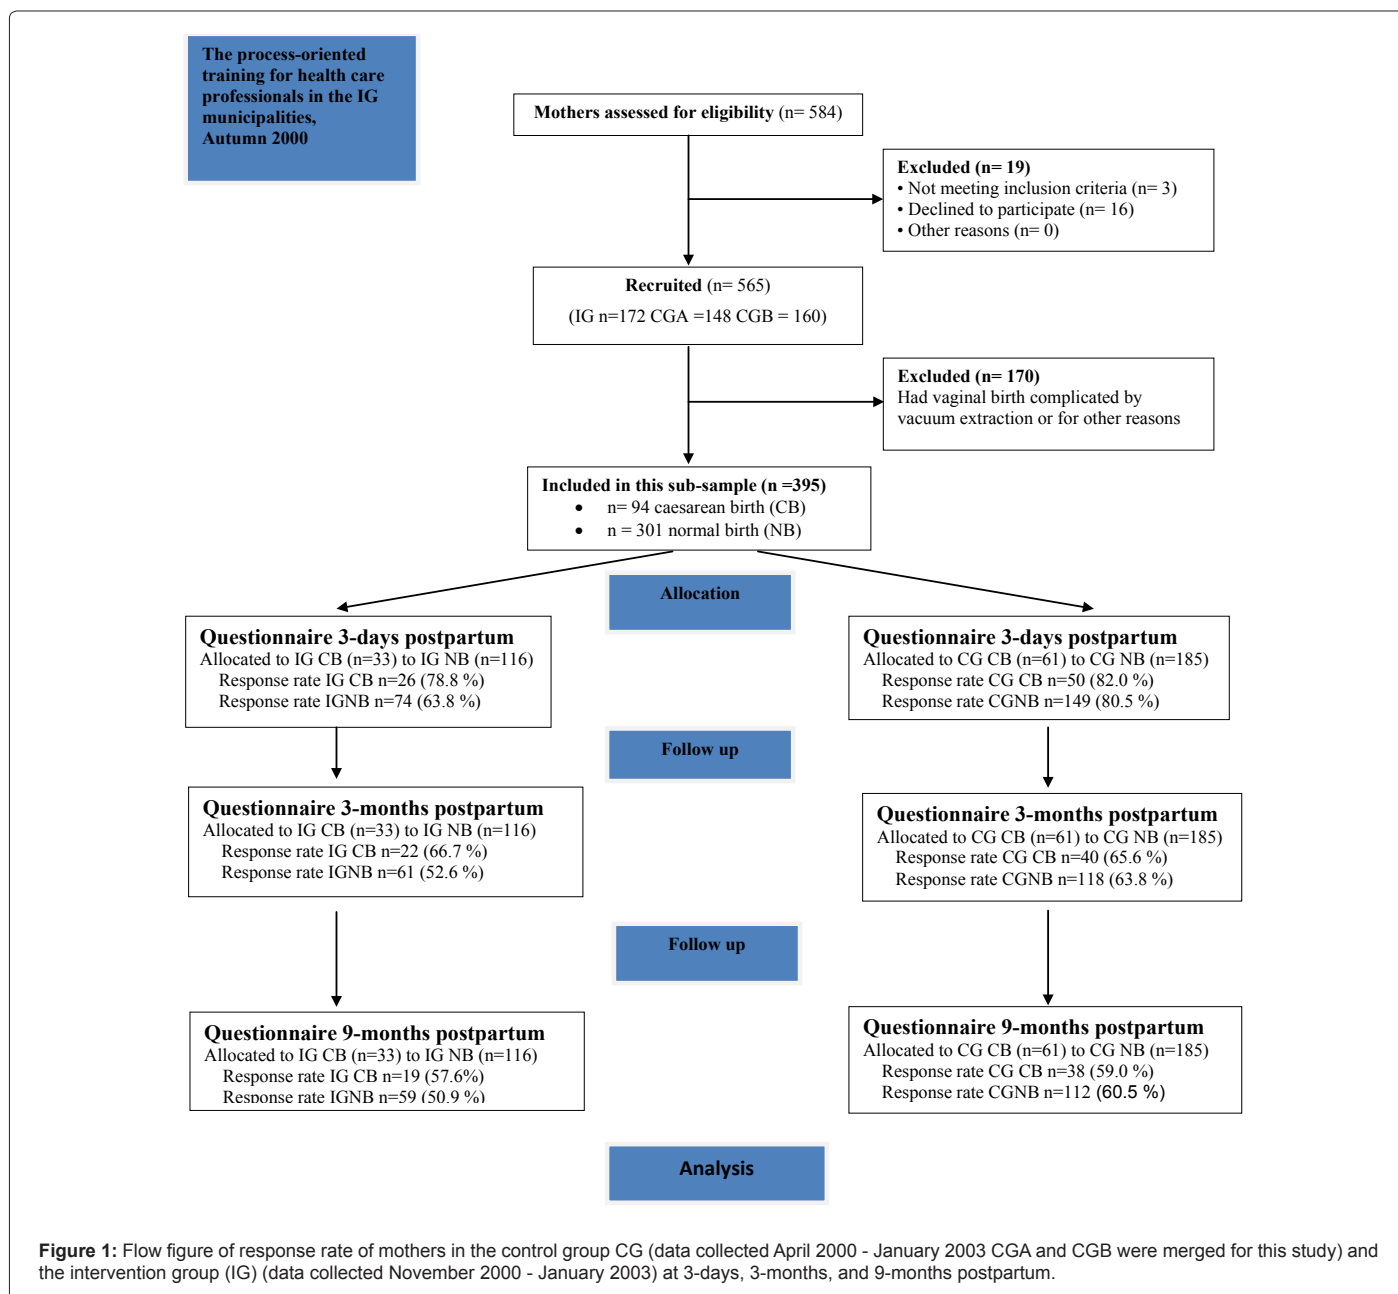 The process-oriented
training for health care
professionals in the IG
municipalities,
Autumn 2000
Mothers assessed for eligibility (n= 584)
Excluded (n= 19)
• Not meeting inclusion criteria (n= 3)
• Declined to participate (n= 16)
• Other reasons (n= 0)
Recruited (n= 565)
(IG n=172 CGA =148 CGB = 160)
Excluded (n= 170)
Had vaginal birth complicated by
vacuum extraction or for other reasons
Included in this sub-sample (n =395)
• n= 94 caesarean birth (CB)
• n = 301 normal birth (NB)
Allocation
Questionnaire 3-days postpartum
Allocated to IG CB (n=33) to IG NB (n=116)
Response rate IG CB n=26 (78.8 %)
Response rate IGNB n=74 (63.8 %)
Questionnaire 3-days postpartum
Allocated to CG CB (n=61) to CG NB (n=185)
Response rate CG CB n=50 (82.0 %)
Response rate CGNB n=149 (80.5 %)
Follow up
Questionnaire 3-months postpartum
Allocated to IG CB (n=33) to IG NB (n=116)
Response rate IG CB n=22 (66.7 %)
Response rate IGNB n=61 (52.6 %)
Questionnaire 3-months postpartum
Allocated to CG CB (n=61) to CG NB (n=185)
Response rate CG CB n=40 (65.6 %)
Response rate CGNB n=118 (63.8 %)
Follow up
Questionnaire 9-months postpartum
Allocated to IG CB (n=33) to IG NB (n=116)
Response rate IG CB n=19 (57.6%)
Response rate IGNB n=59 (50.9 %)
Questionnaire 9-months postpartum
Allocated to CG CB (n=61) to CG NB (n=185)
Response rate CG CB n=38 (59.0 %)
Response rate CGNB n=112 (60.5 %)
Analysis
Figure 1: Flow figure of response rate of mothers in the control group CG (data collected April 2000 - January 2003 CGA and CGB were merged for this study) and
the intervention group (IG) (data collected November 2000 - January 2003) at 3-days, 3-months, and 9-months postpartum.